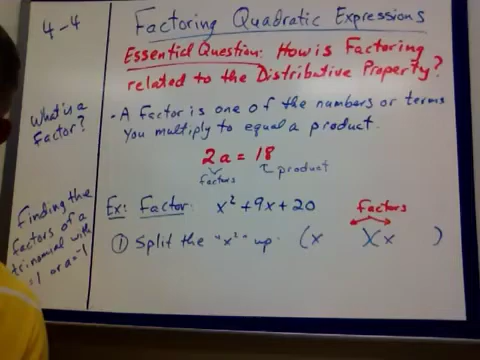 4-4
Factoring Quadratic Expressions
Essential Question: How is Factoring
related to the Distributive Property?
What is a
Factor?
• A Factor is one of the numbers or terms
you multiply to equal a product.
2a = 18
factors
product
Finding the
factors of a
trinomial with
=1 or a=-1
Ex: Factor: x² + 9x + 20
Factors
① Split the "x²" up. (x )(x )